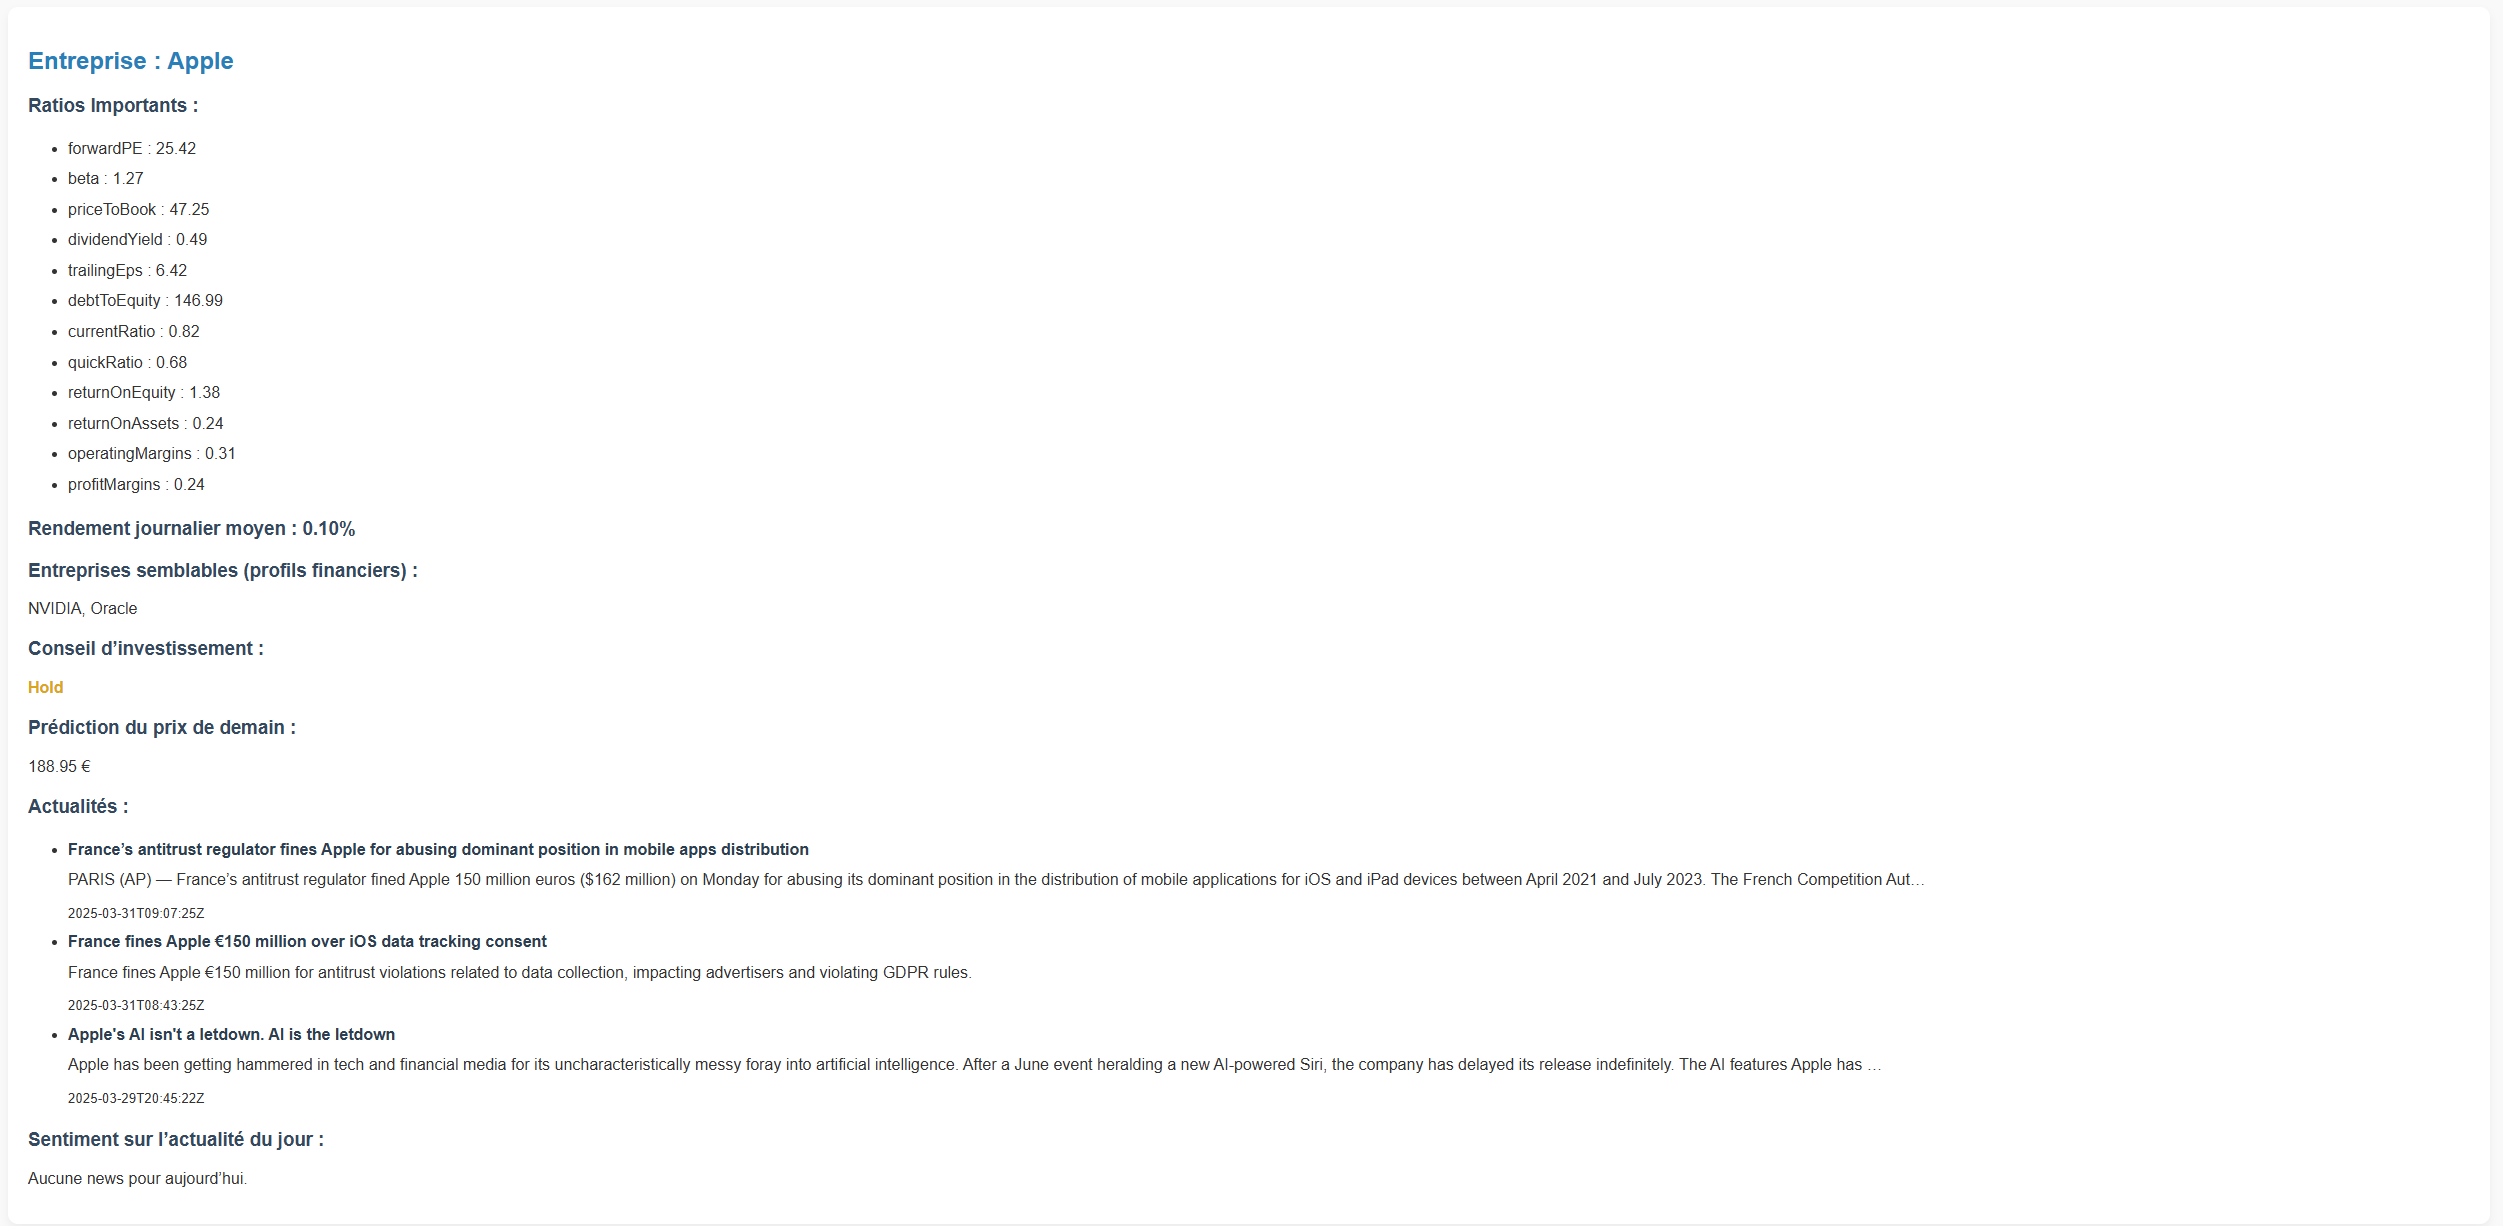 Entreprise : Apple
Ratios Importants :
• forwardPE : 25.42
• beta : 1.27
• priceToBook : 47.25
• dividendYield : 0.49
• trailingEps : 6.42
• debtToEquity : 146.99
• currentRatio : 0.82
• quickRatio : 0.68
• returnOnEquity : 1.38
• returnOnAssets : 0.24
• operatingMargins : 0.31
• profitMargins : 0.24
Rendement journalier moyen : 0.10%
Entreprises semblables (profils financiers) :
NVIDIA, Oracle
Conseil d’investissement :
Hold
Prédiction du prix de demain :
188.95 €
Actualités :
• France’s antitrust regulator fines Apple for abusing dominant position in mobile apps distribution
PARIS (AP) — France’s antitrust regulator fined Apple 150 million euros ($162 million) on Monday for abusing its dominant position in the distribution of mobile applications for iOS and iPad devices between April 2021 and July 2023. The French Competition Aut…
2025-03-31T09:07:25Z
• France fines Apple €150 million over iOS data tracking consent
France fines Apple €150 million for antitrust violations related to data collection, impacting advertisers and violating GDPR rules.
2025-03-31T08:43:25Z
• Apple's AI isn't a letdown. AI is the letdown
Apple has been getting hammered in tech and financial media for its uncharacteristically messy foray into artificial intelligence. After a June event heralding a new AI-powered Siri, the company has delayed its release indefinitely. The AI features Apple has …
2025-03-29T20:45:22Z
Sentiment sur l’actualité du jour :
Aucune news pour aujourd’hui.